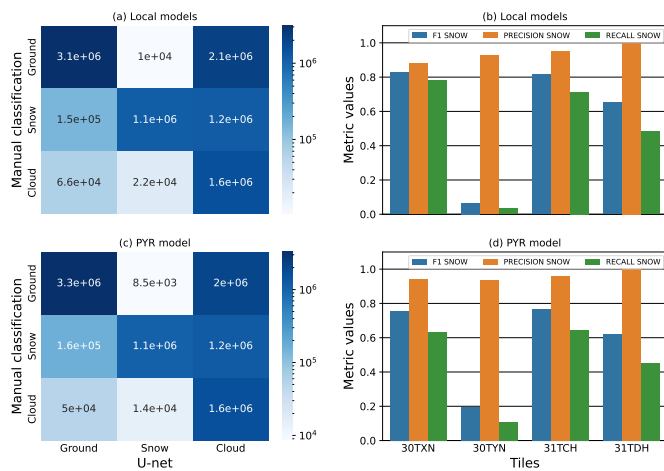 (a) Local models
Manual classification
Ground
Snow
Cloud
3.1e+06 1e+04 2.1e+06
1.5e+05 1.1e+06 1.2e+06
6.6e+04 2.2e+04 1.6e+06
10^6
10^5
(b) Local models
F1 SNOW PRECISION SNOW RECALL SNOW
Metric values
1.0
0.8
0.6
0.4
0.2
0.0
(c) PYR model
Manual classification
Ground
Snow
Cloud
3.3e+06 8.5e+03 2e+06
1.6e+05 1.1e+06 1.2e+06
5e+04 1.4e+04 1.6e+06
Ground Snow Cloud
U-net
10^6
10^5
10^4
(d) PYR model
F1 SNOW PRECISION SNOW RECALL SNOW
Metric values
1.0
0.8
0.6
0.4
0.2
0.0
30TXN 30TYN 31TCH 31TDH
Tiles